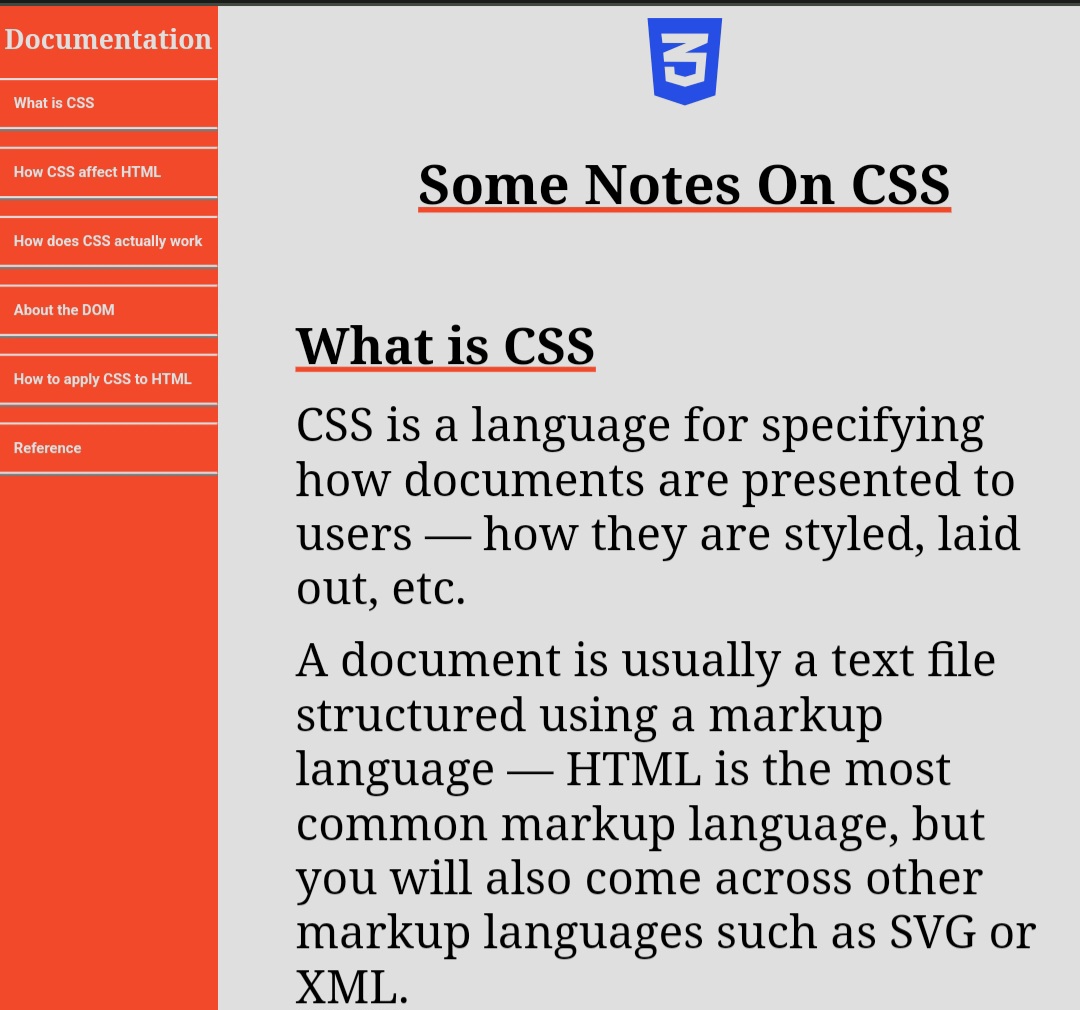 Documentation
What is CSS
How CSS affect HTML
How does CSS actually work
About the DOM
How to apply CSS to HTML
Reference
3
Some Notes On CSS
What is CSS
CSS is a language for specifying
how documents are presented to
users — how they are styled, laid
out, etc.
A document is usually a text file
structured using a markup
language — HTML is the most
common markup language, but
you will also come across other
markup languages such as SVG or
XML.